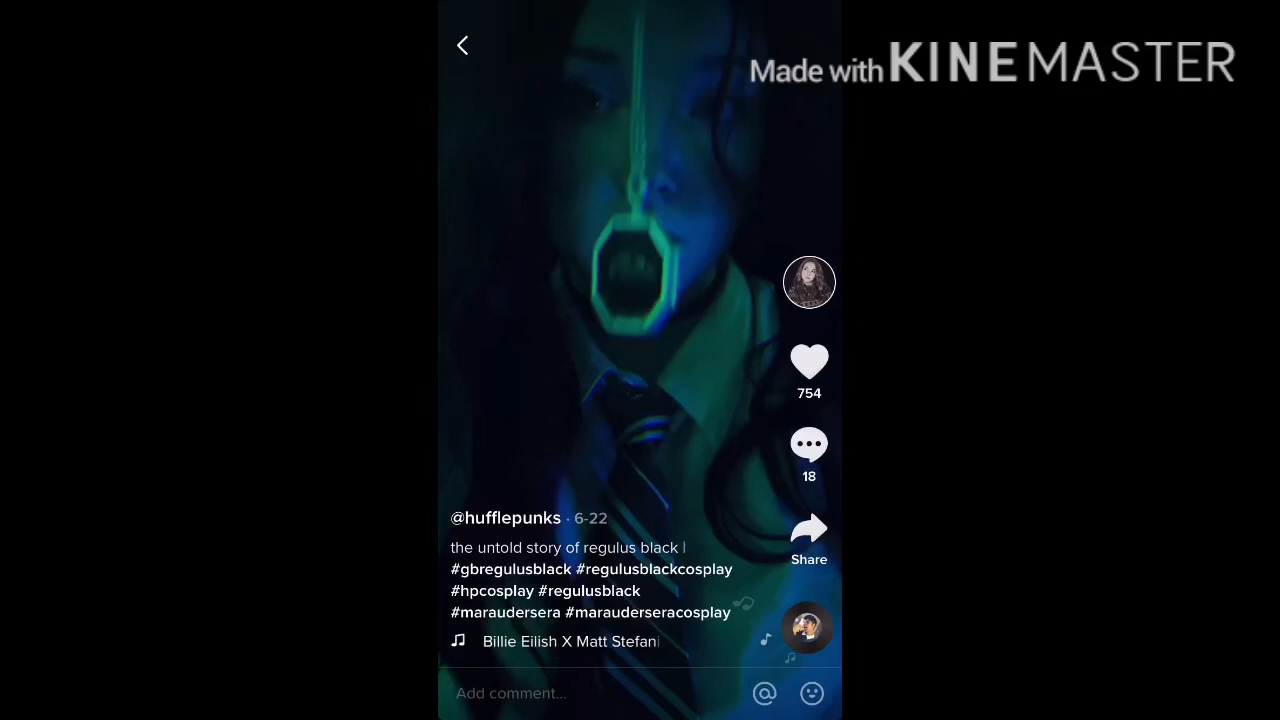 Made with KINEMASTER
754
18
Share
@hufflepunks · 6-22
the untold story of regulus black |
#gbregulusblack #regulusblackcosplay
#hpcosplay #regulusblack
#maraudersera #marauderseracosplay
Billie Eilish X Matt Stefani
Add comment...